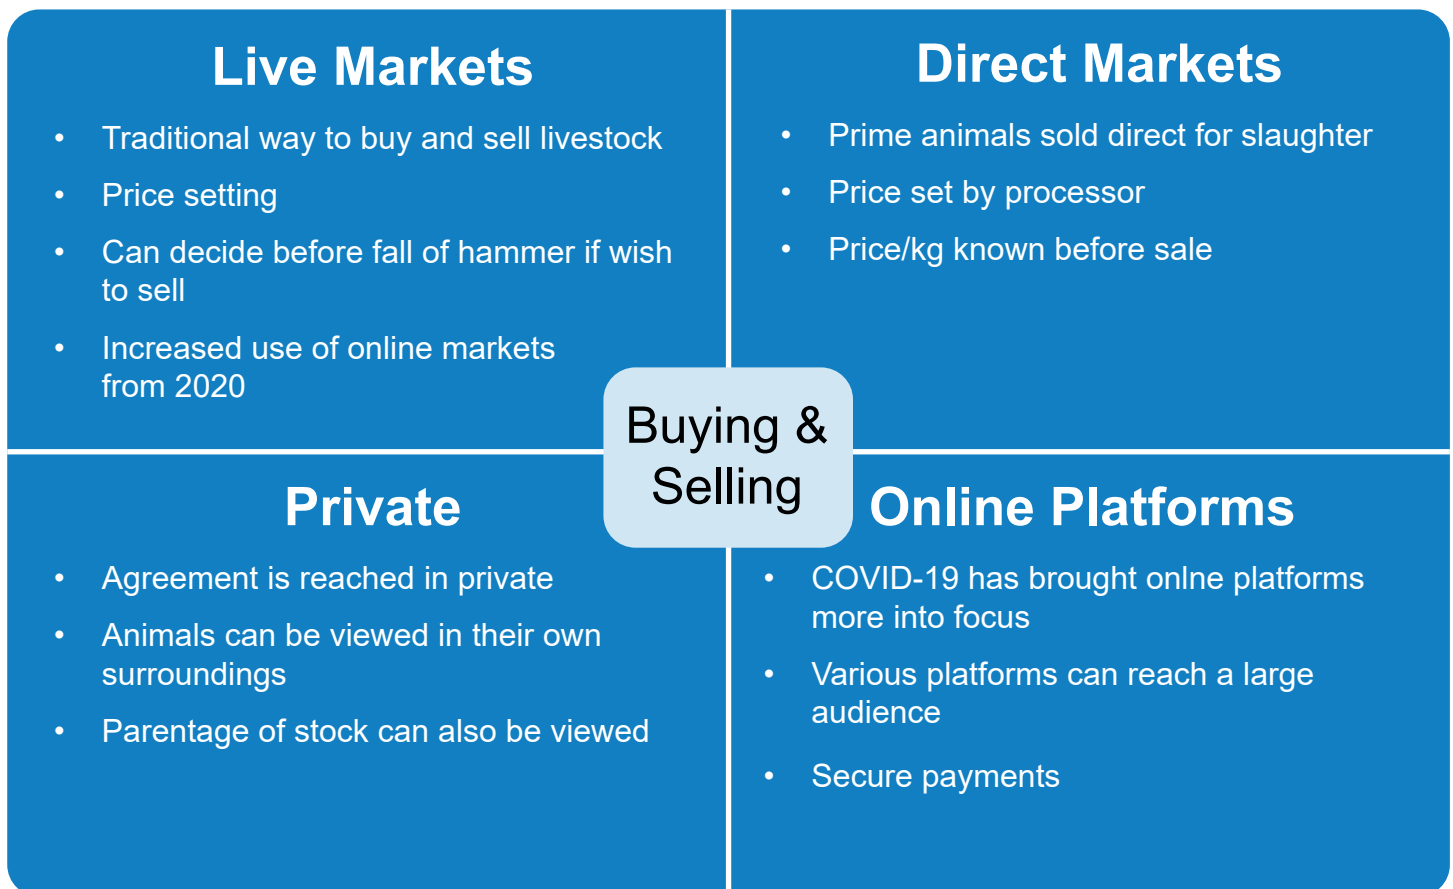 Live Markets
• Traditional way to buy and sell livestock
• Price setting
• Can decide before fall of hammer if wish
to sell
• Increased use of online markets
from 2020
Direct Markets
• Prime animals sold direct for slaughter
• Price set by processor
• Price/kg known before sale
Buying &
Selling
Private
• Agreement is reached in private
• Animals can be viewed in their own
surroundings
• Parentage of stock can also be viewed
Online Platforms
• COVID-19 has brought onlne platforms
more into focus
• Various platforms can reach a large
audience
• Secure payments